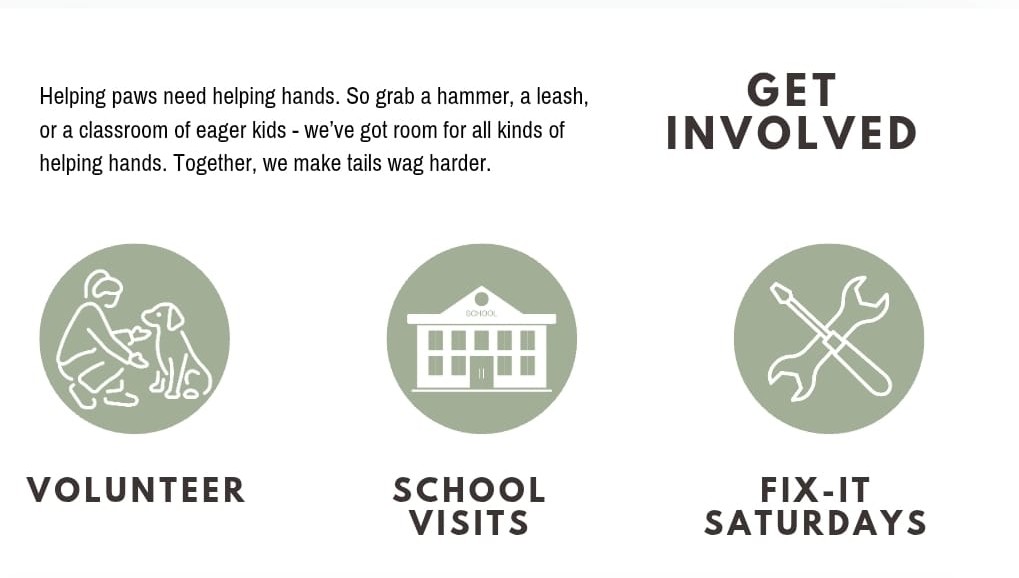 Helping paws need helping hands. So grab a hammer, a leash,
or a classroom of eager kids - we've got room for all kinds of
helping hands. Together, we make tails wag harder.
GET
INVOLVED
SCHOOL
VOLUNTEER
SCHOOL
VISITS
FIX-IT
SATURDAYS